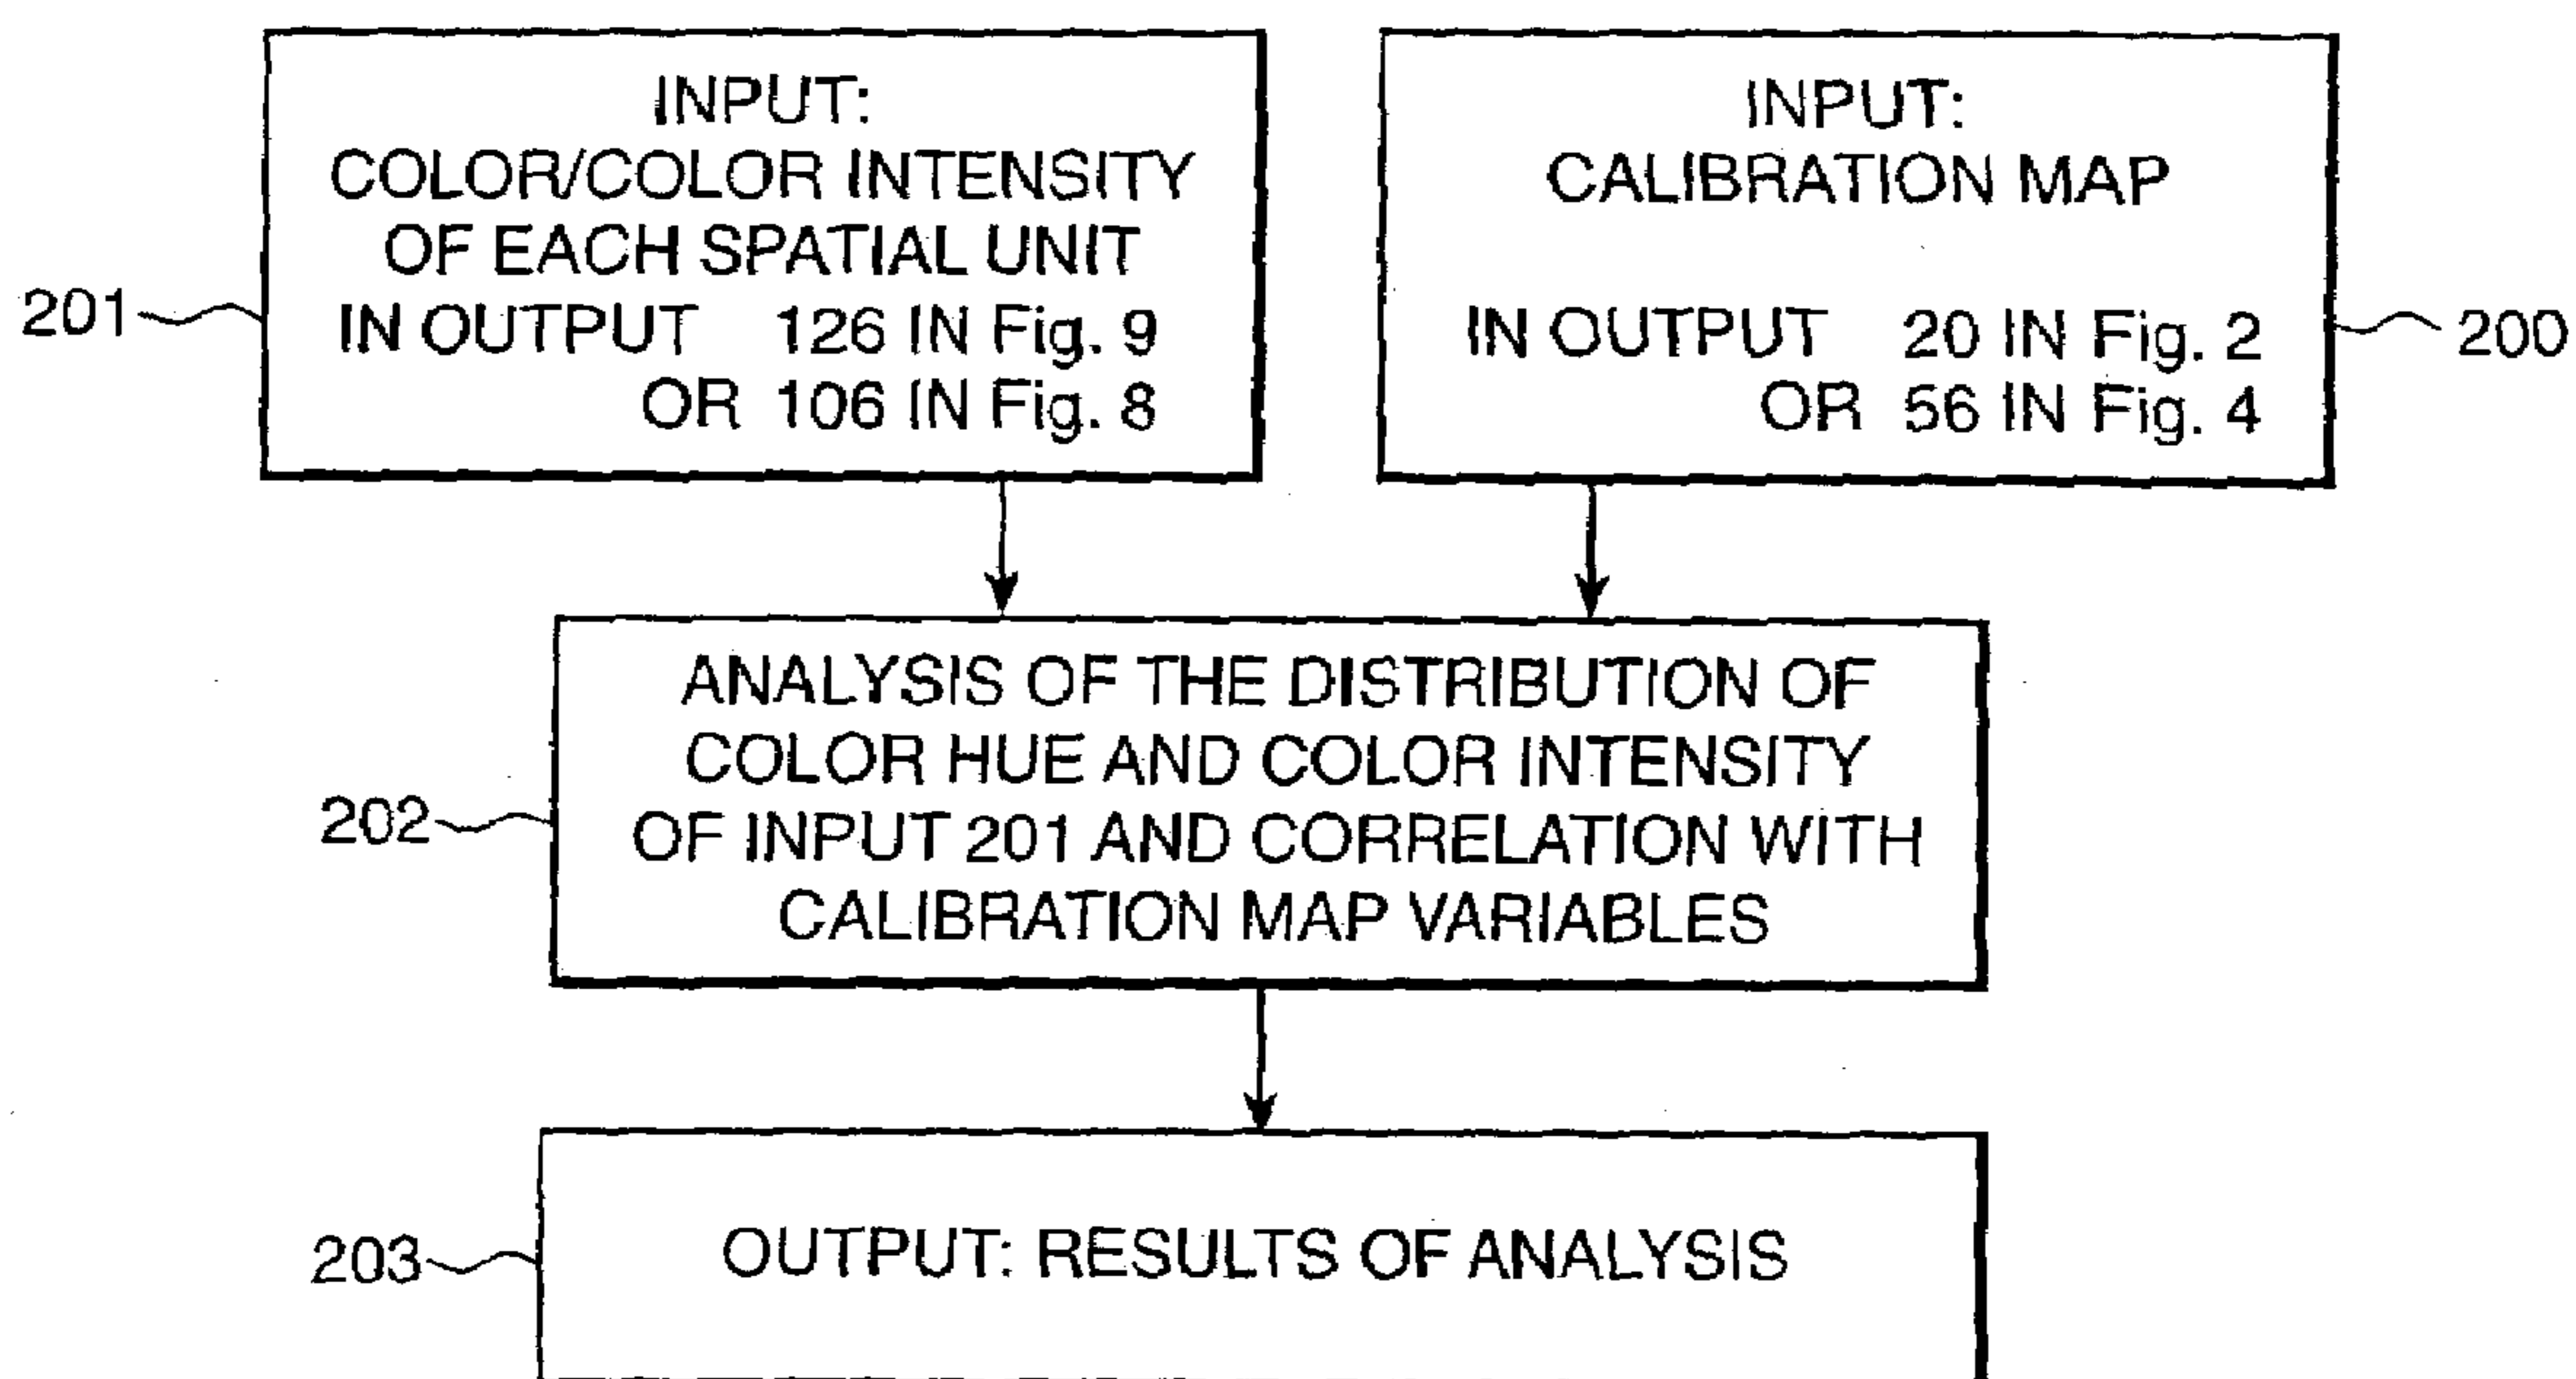 INPUT:
COLOR/COLOR INTENSITY
OF EACH SPATIAL UNIT
IN OUTPUT 126 IN Fig. 9
OR 106 IN Fig. 8
201
INPUT:
CALIBRATION MAP
IN OUTPUT 20 IN Fig. 2
OR 56 IN Fig. 4
200
ANALYSIS OF THE DISTRIBUTION OF
COLOR HUE AND COLOR INTENSITY
OF INPUT 201 AND CORRELATION WITH
CALIBRATION MAP VARIABLES
202
OUTPUT: RESULTS OF ANALYSIS
203